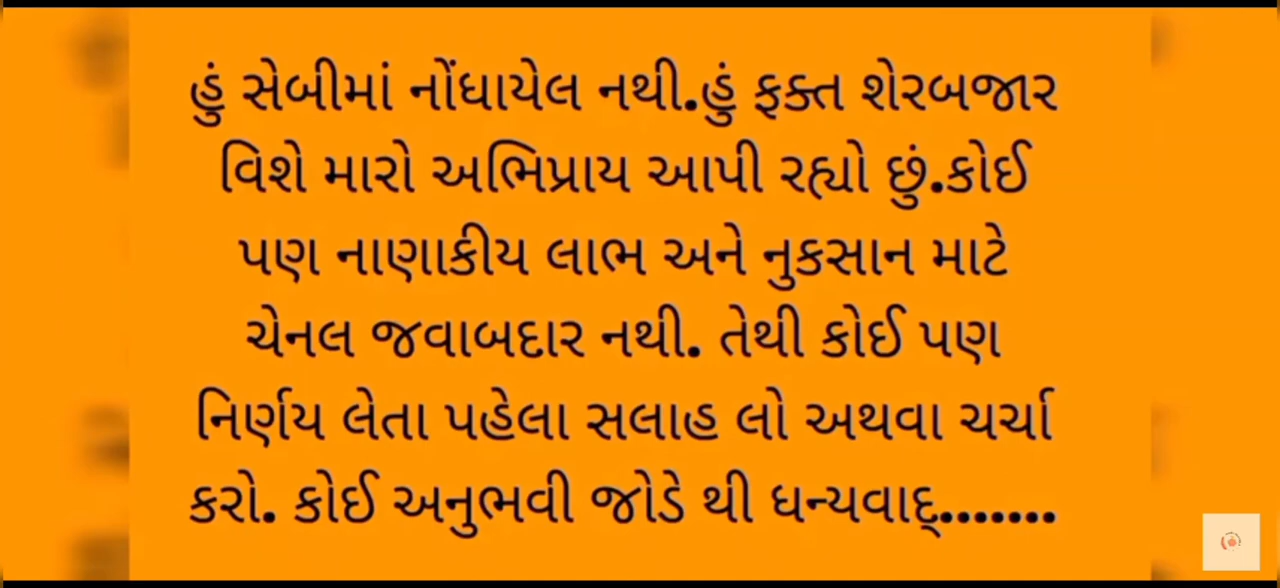 હું સેબીમાં નોંધાયેલ નથી.હું ફક્ત શેરબજાર
વિશે મારો અભિપ્રાય આપી રહ્યો છું.કોઈ
પણ નાણાકીય લાભ અને નુકસાન માટે
ચેનલ જવાબદાર નથી. તેથી કોઈ પણ
નિર્ણય લેતા પહેલા સલાહ લો અથવા ચર્ચા
કરો. કોઈ અનુભવી જોડે થી ધન્યવાદ્.......